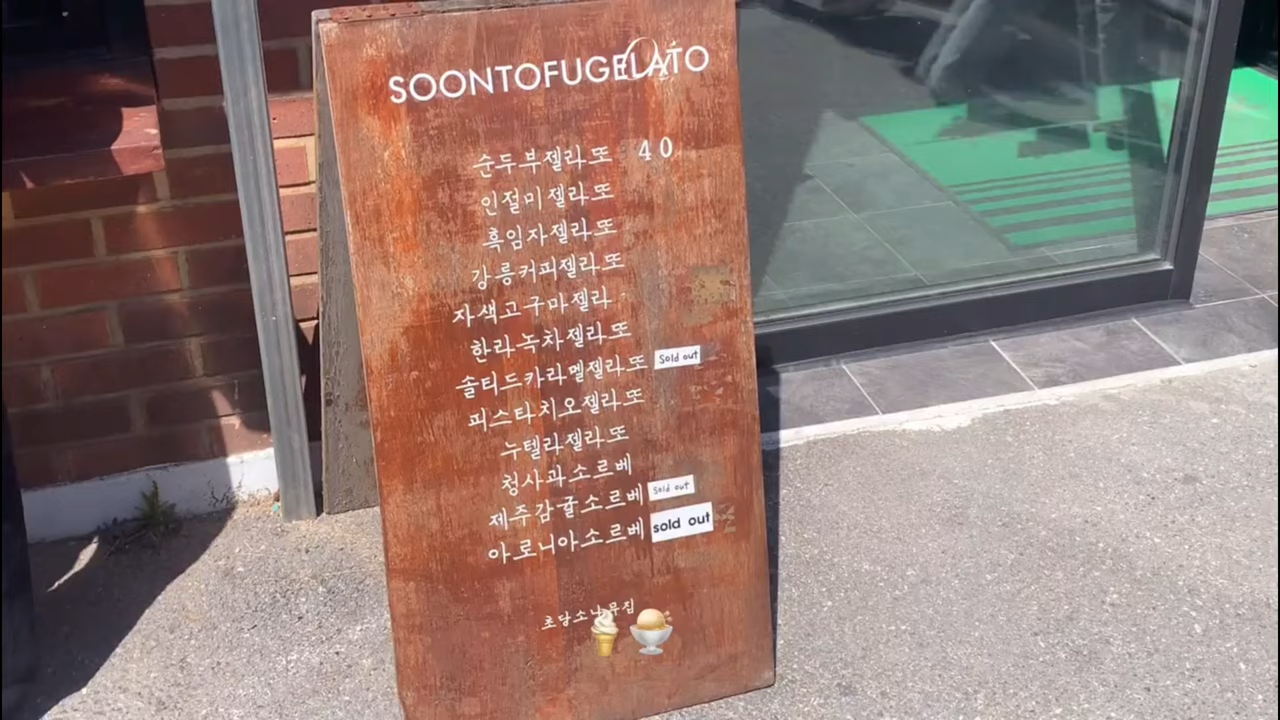 SOONTOFUGELATO
순두부젤라또 40
인절미젤라또
흑임자젤라또
강릉커피젤라또
자색고구마젤라
한라녹차젤라또
솔티드카라멜젤라또 Sold out
피스타치오젤라또
누텔라젤라또
청사과소르베
제주감귤소르베 Sold out
아로니아소르베 sold out
초당소나무집